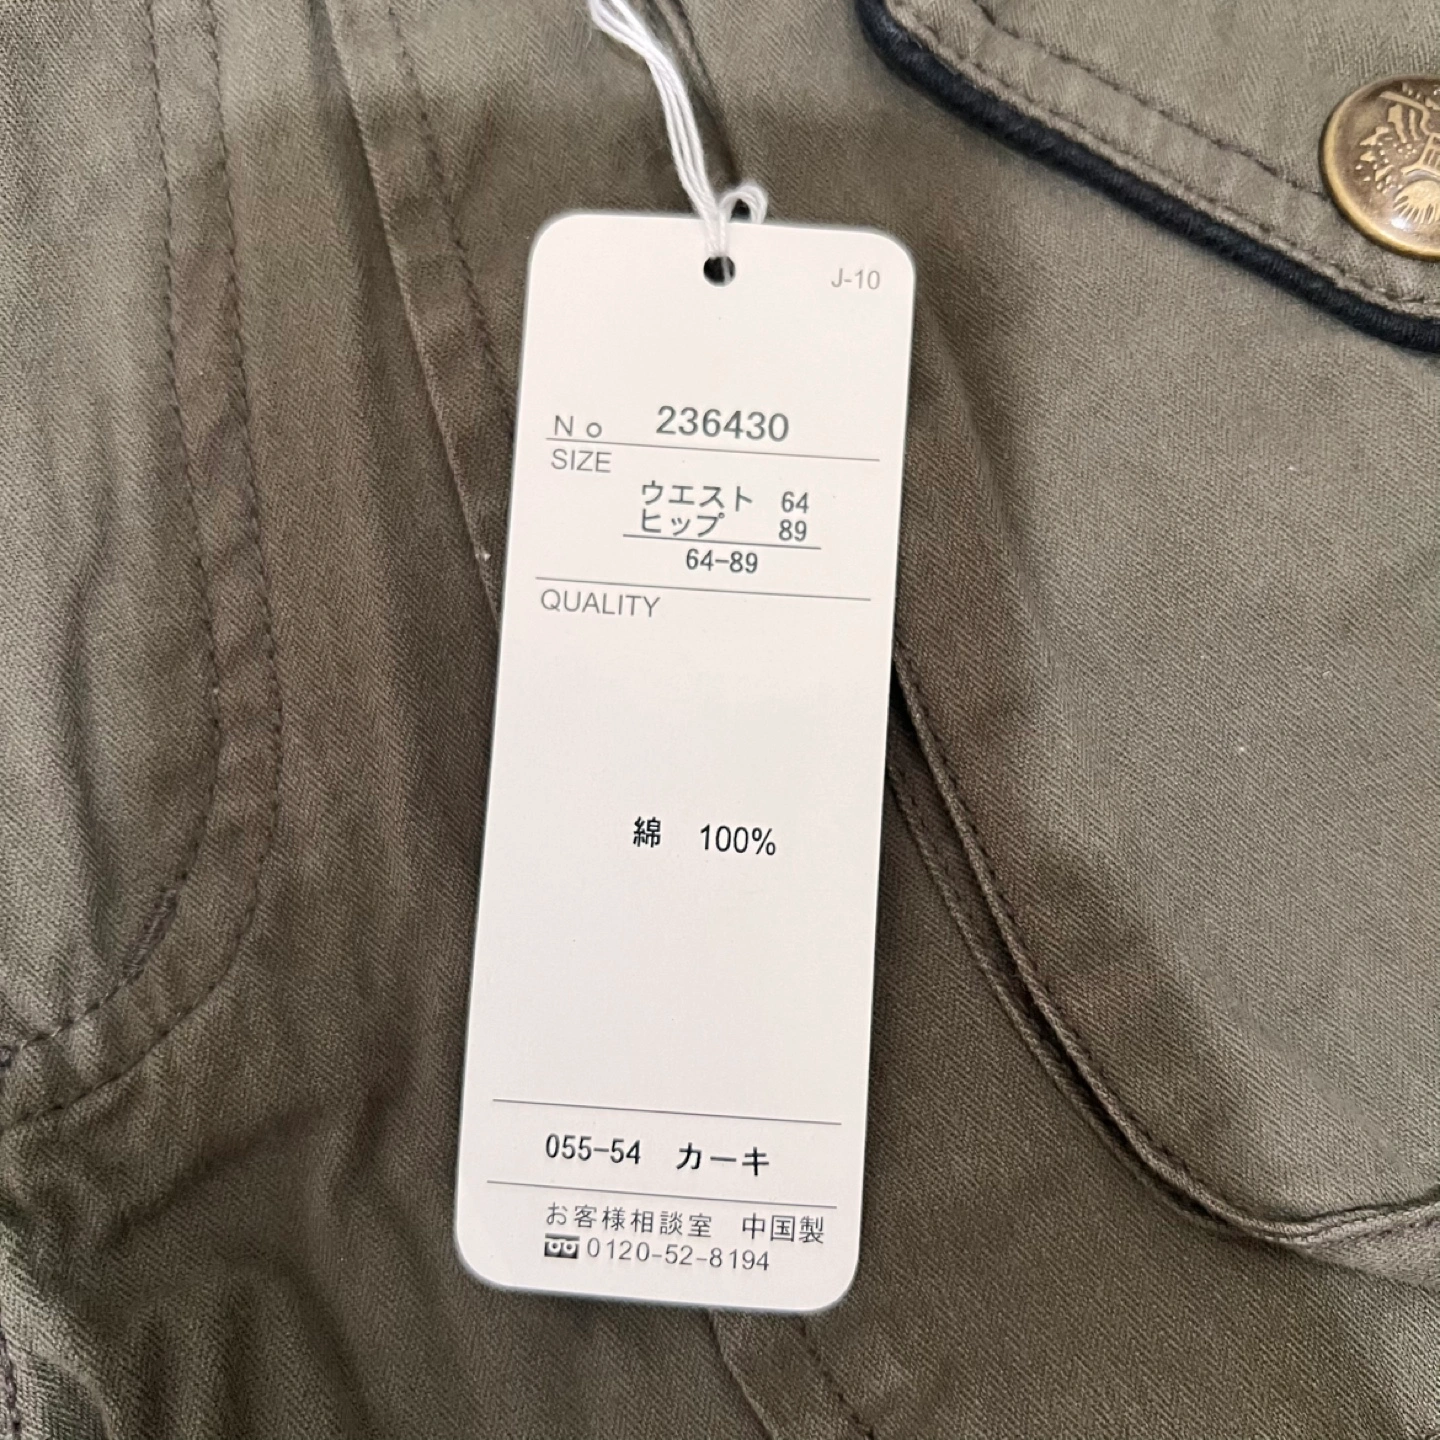 J-10
No 236430
SIZE
ウエスト 64
ヒップ 89
64-89
QUALITY
綿 100%
055-54 カーキ
お客様相談室 中国製
0120-52-8194